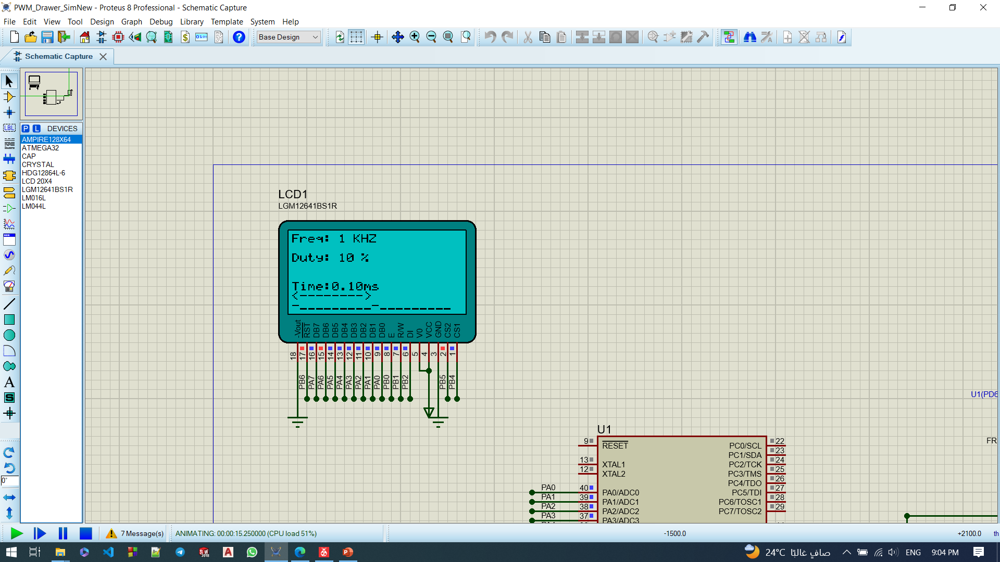 PWM_Drawer_SimNew - Proteus 8 Professional - Schematic Capture
File Edit View Tool Design Graph Debug Library Template System Help
Base Design
Schematic Capture
P L DEVICES
AMPIRE128X64
ATMEGA32
CAP
CRYSTAL
HDG12864L-6
LCD 20X4
LGM12641BS1R
LM016L
LM044L
LBL
A
S
0°
LCD1
LGM12641BS1R
Freq: 1 KHZ
Duty: 10 %
Time:0.10ms
<-------->
-Vout RST DB7 DB6 DB5 DB4 DB3 DB2 DB1 DB0 E R/W DI V0 VCC GND CS2 CS1
18 17 16 15 14 13 12 11 10 9 8 7 6 5 4 3 2 1
PB6 PA7 PA6 PA5 PA4 PA3 PA2 PA1 PA0 PB0 PB1 PB2 PB5 PB4
U1(PD6
FR
U1
9 RESET PC0/SCL 22
PC1/SDA 23
13 XTAL1 PC2/TCK 24
12 XTAL2 PC3/TMS 25
PC4/TDO 26
PA0 40 PA0/ADC0 PC5/TDI 27
PA1 39 PA1/ADC1 PC6/TOSC1 28
PA2 38 PA2/ADC2 PC7/TOSC2 29
PA3 37 PA3/ADC3
7 Message(s) ANIMATING: 00:00:15.250000 (CPU load 51%) -1500.0 +2100.0 th
24°C صافٍ غالبًا ENG 9:04 PM